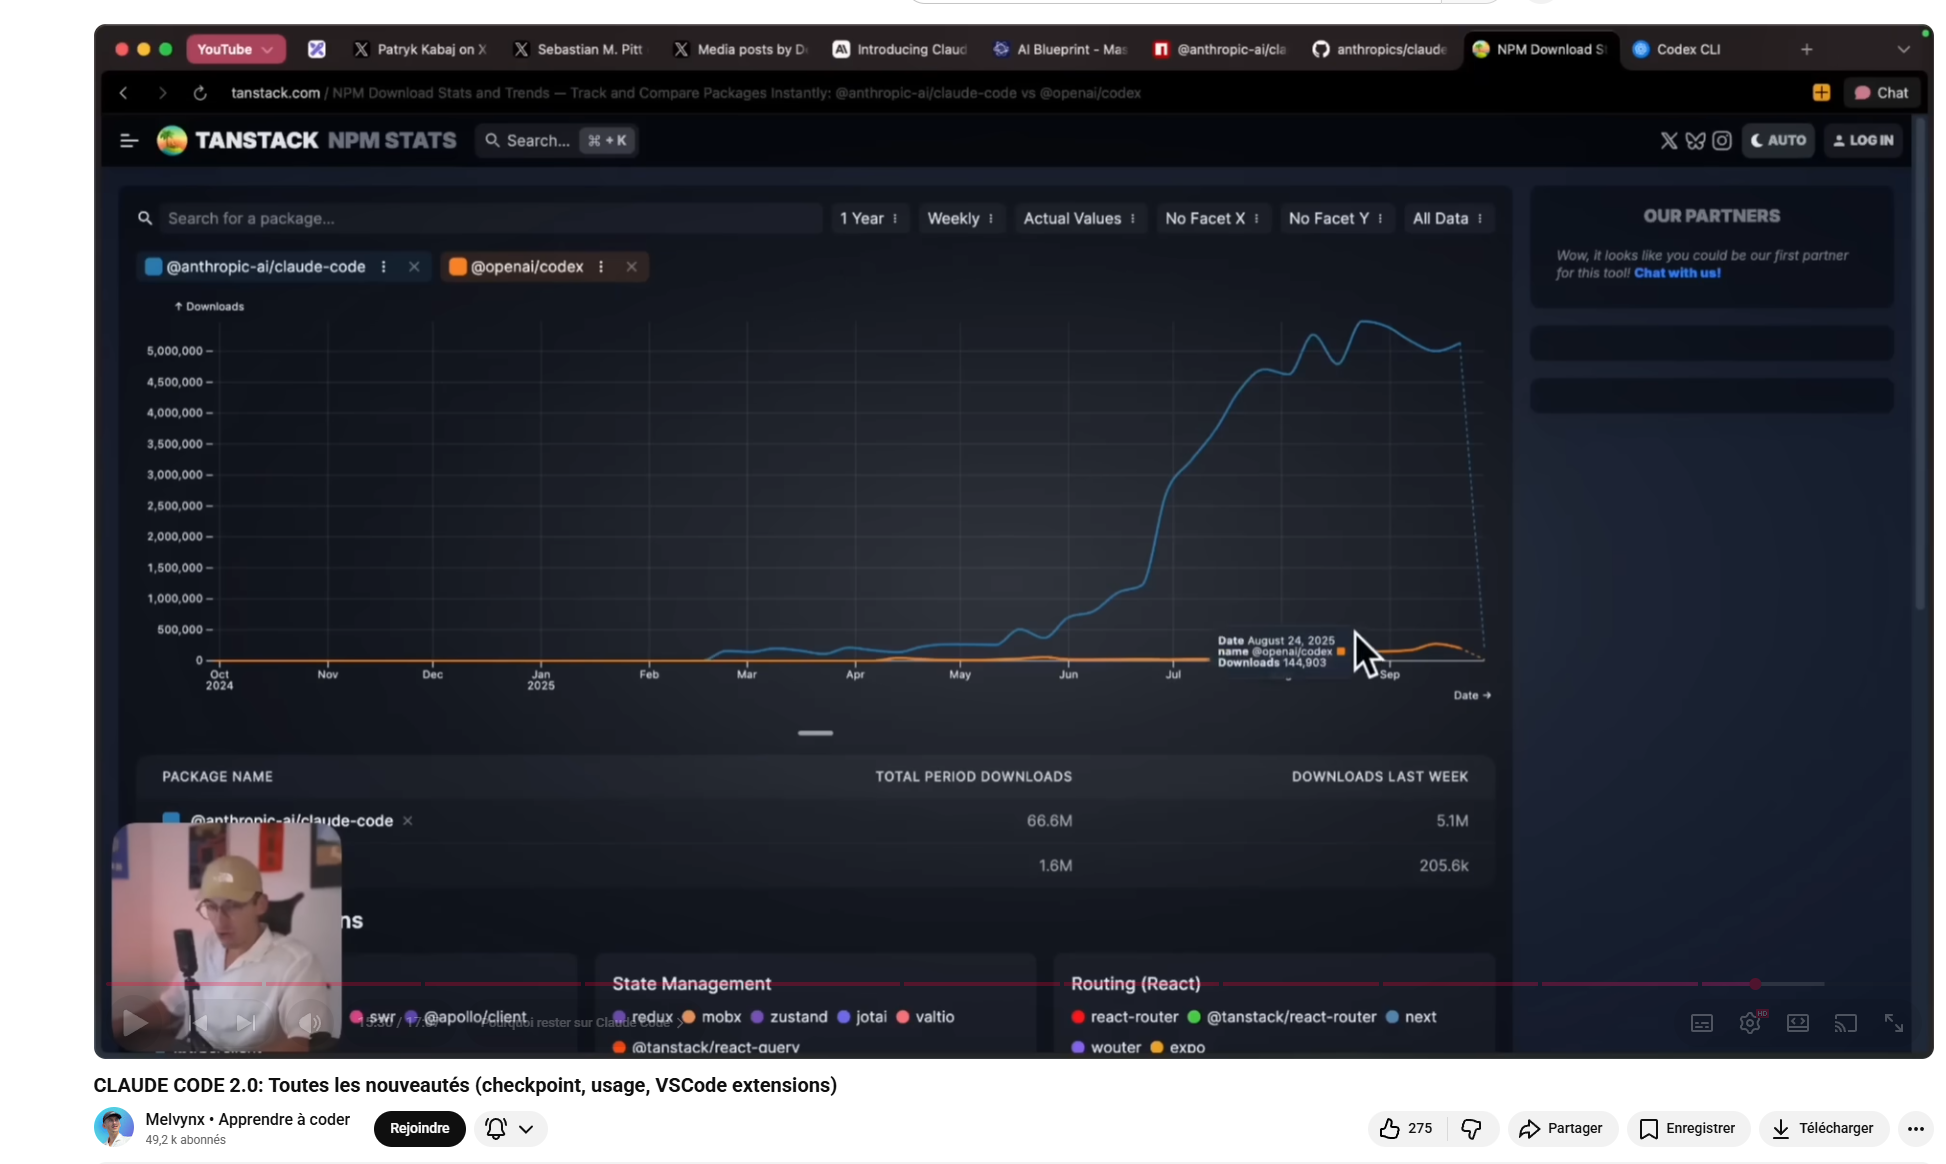 YouTube
Patryk Kabaj on X
Sebastian M. Pitt
Media posts by D
Introducing Claud
AI Blueprint - Mas
@anthropic-ai/cla
anthropics/claude
NPM Download S
Codex CLI
tanstack.com / NPM Download Stats and Trends — Track and Compare Packages Instantly: @anthropic-ai/claude-code vs @openai/codex
Chat
TANSTACK NPM STATS
Search... ⌘ + K
AUTO
LOG IN
Search for a package...
1 Year
Weekly
Actual Values
No Facet X
No Facet Y
All Data
OUR PARTNERS
Wow, it looks like you could be our first partner
for this tool! Chat with us!
@anthropic-ai/claude-code
@openai/codex
↑ Downloads
5,000,000
4,500,000
4,000,000
3,500,000
3,000,000
2,500,000
2,000,000
1,500,000
1,000,000
500,000
0
Date August 24, 2025
name @openai/codex
Downloads 144,903
Oct Nov Dec Jan Feb Mar Apr May Jun Jul Sep
2024 2025
Date →
PACKAGE NAME TOTAL PERIOD DOWNLOADS DOWNLOADS LAST WEEK
@anthropic-ai/claude-code 66.6M 5.1M
1.6M 205.6k
ns
State Management
Routing (React)
swr @apollo/client
redux mobx zustand jotai valtio
react-router @tanstack/react-router next
Pourquoi rester sur Claude Code
HD
@tanstack/react-query
wouter expo
CLAUDE CODE 2.0: Toutes les nouveautés (checkpoint, usage, VSCode extensions)
Melvynx • Apprendre à coder
49,2 k abonnés
Rejoindre
275
Partager
Enregistrer
Télécharger